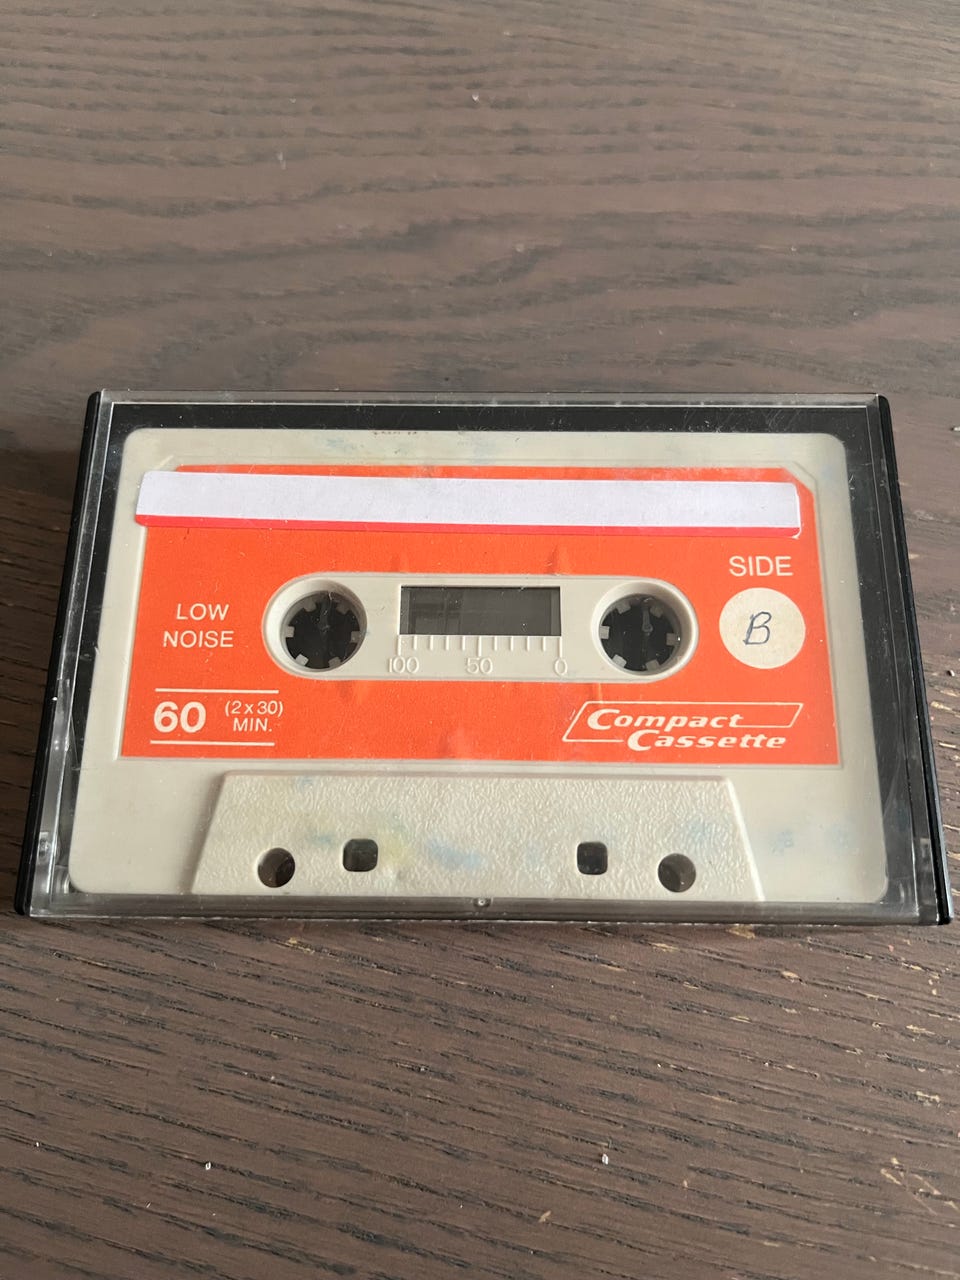 SIDE
B
LOW
NOISE
100 50 0
60 (2x30)
MIN.
Compact
Cassette